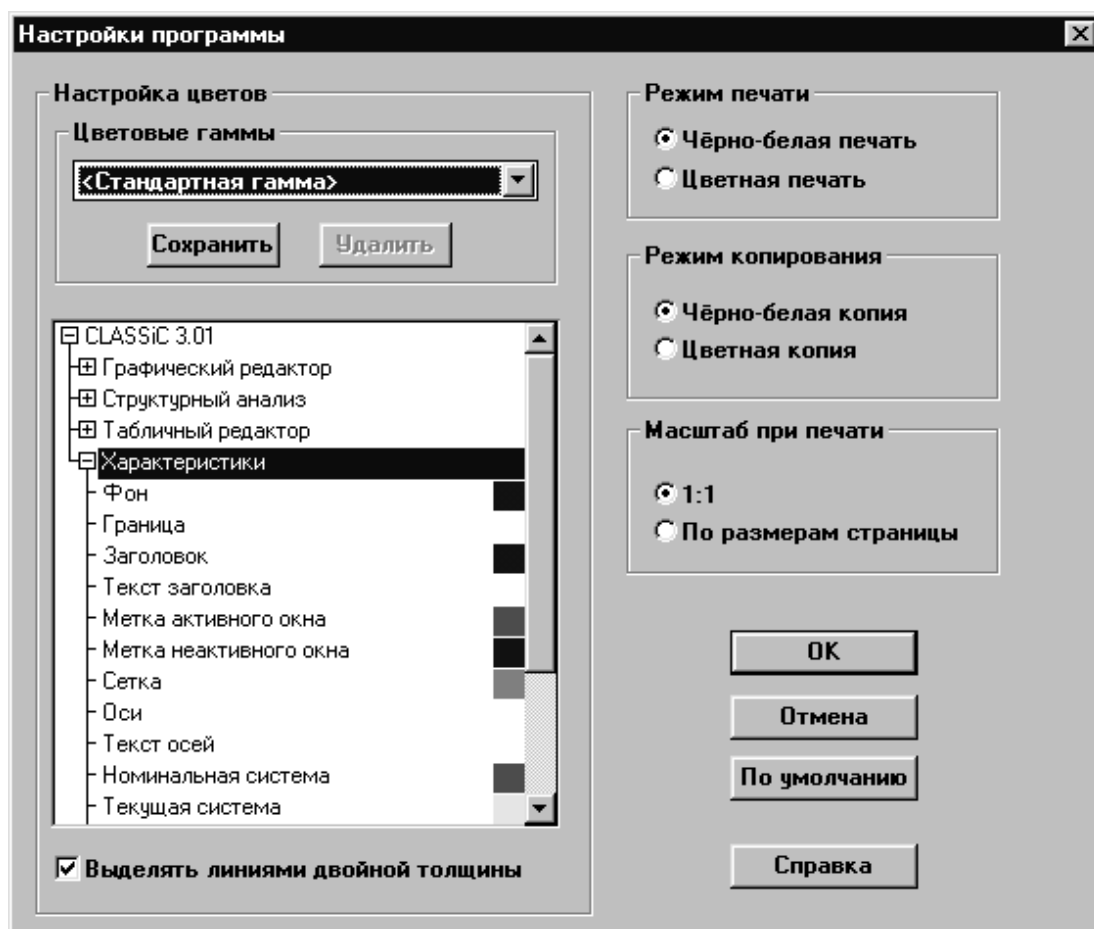 Настройки программы
Настройка цветов
Цветовые гаммы
<Стандартная гамма>
Сохранить
Удалить
CLASSiC 3.01
Графический редактор
Структурный анализ
Табличный редактор
Характеристики
Фон
Граница
Заголовок
Текст заголовка
Метка активного окна
Метка неактивного окна
Сетка
Оси
Текст осей
Номинальная система
Текущая система
Выделять линиями двойной толщины
Режим печати
Чёрно-белая печать
Цветная печать
Режим копирования
Чёрно-белая копия
Цветная копия
Масштаб при печати
1:1
По размерам страницы
OK
Отмена
По умолчанию
Справка